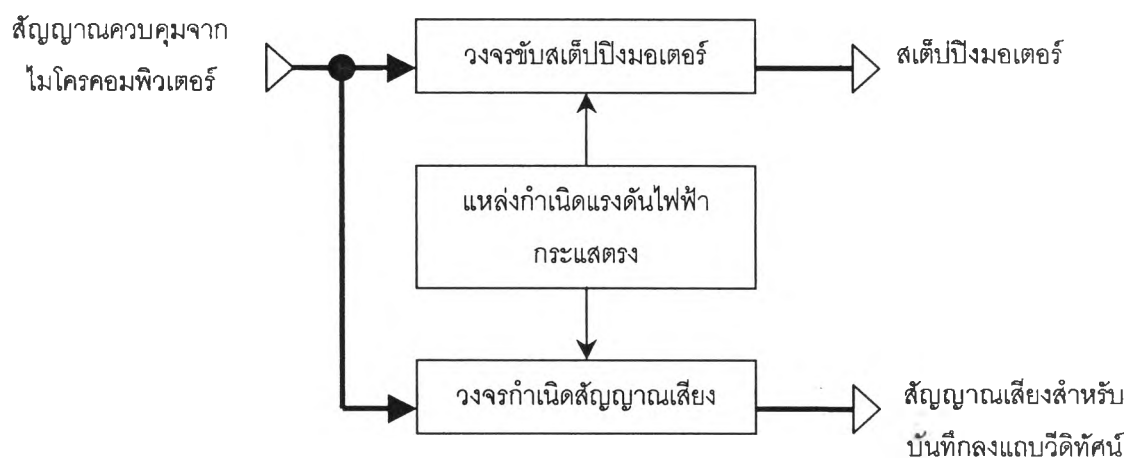 สัญญาณควบคุมจาก
ไมโครคอมพิวเตอร์
วงจรขับสเต็ปปิงมอเตอร์
สเต็ปปิงมอเตอร์
แหล่งกำเนิดแรงดันไฟฟ้า
กระแสตรง
วงจรกำเนิดสัญญาณเสียง
สัญญาณเสียงสำหรับ
บันทึกลงแถบวีดิทัศน์